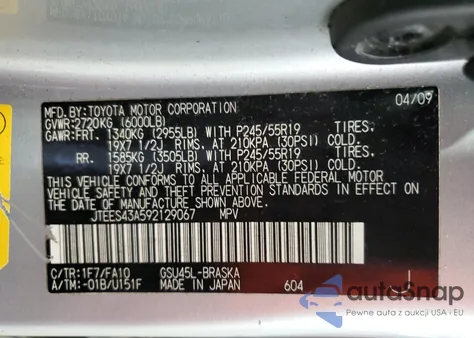 MFD.BY:TOYOTA MOTOR CORPORATION 04/09
GVWR:2720KG (6000LB)
GAWR:FRT. 1340KG (2955LB) WITH P245/55R19 TIRES,
19X7 1/2J RIMS, AT 210KPA (30PSI) COLD.
RR. 1585KG (3505LB) WITH P245/55R19 TIRES,
19X7 1/2J RIMS, AT 210KPA (30PSI) COLD.
THIS VEHICLE CONFORMS TO ALL APPLICABLE FEDERAL MOTOR
VEHICLE SAFETY STANDARDS IN EFFECT ON THE
DATE OF MANUFACTURE SHOWN ABOVE.
JTEES43A592129067 MPV
C/TR:1F7/FA10 GSU45L-BRASKA
A/TM:-01B/U151F MADE IN JAPAN 604
autoSnap
Pewne auta z aukcji USA - EU